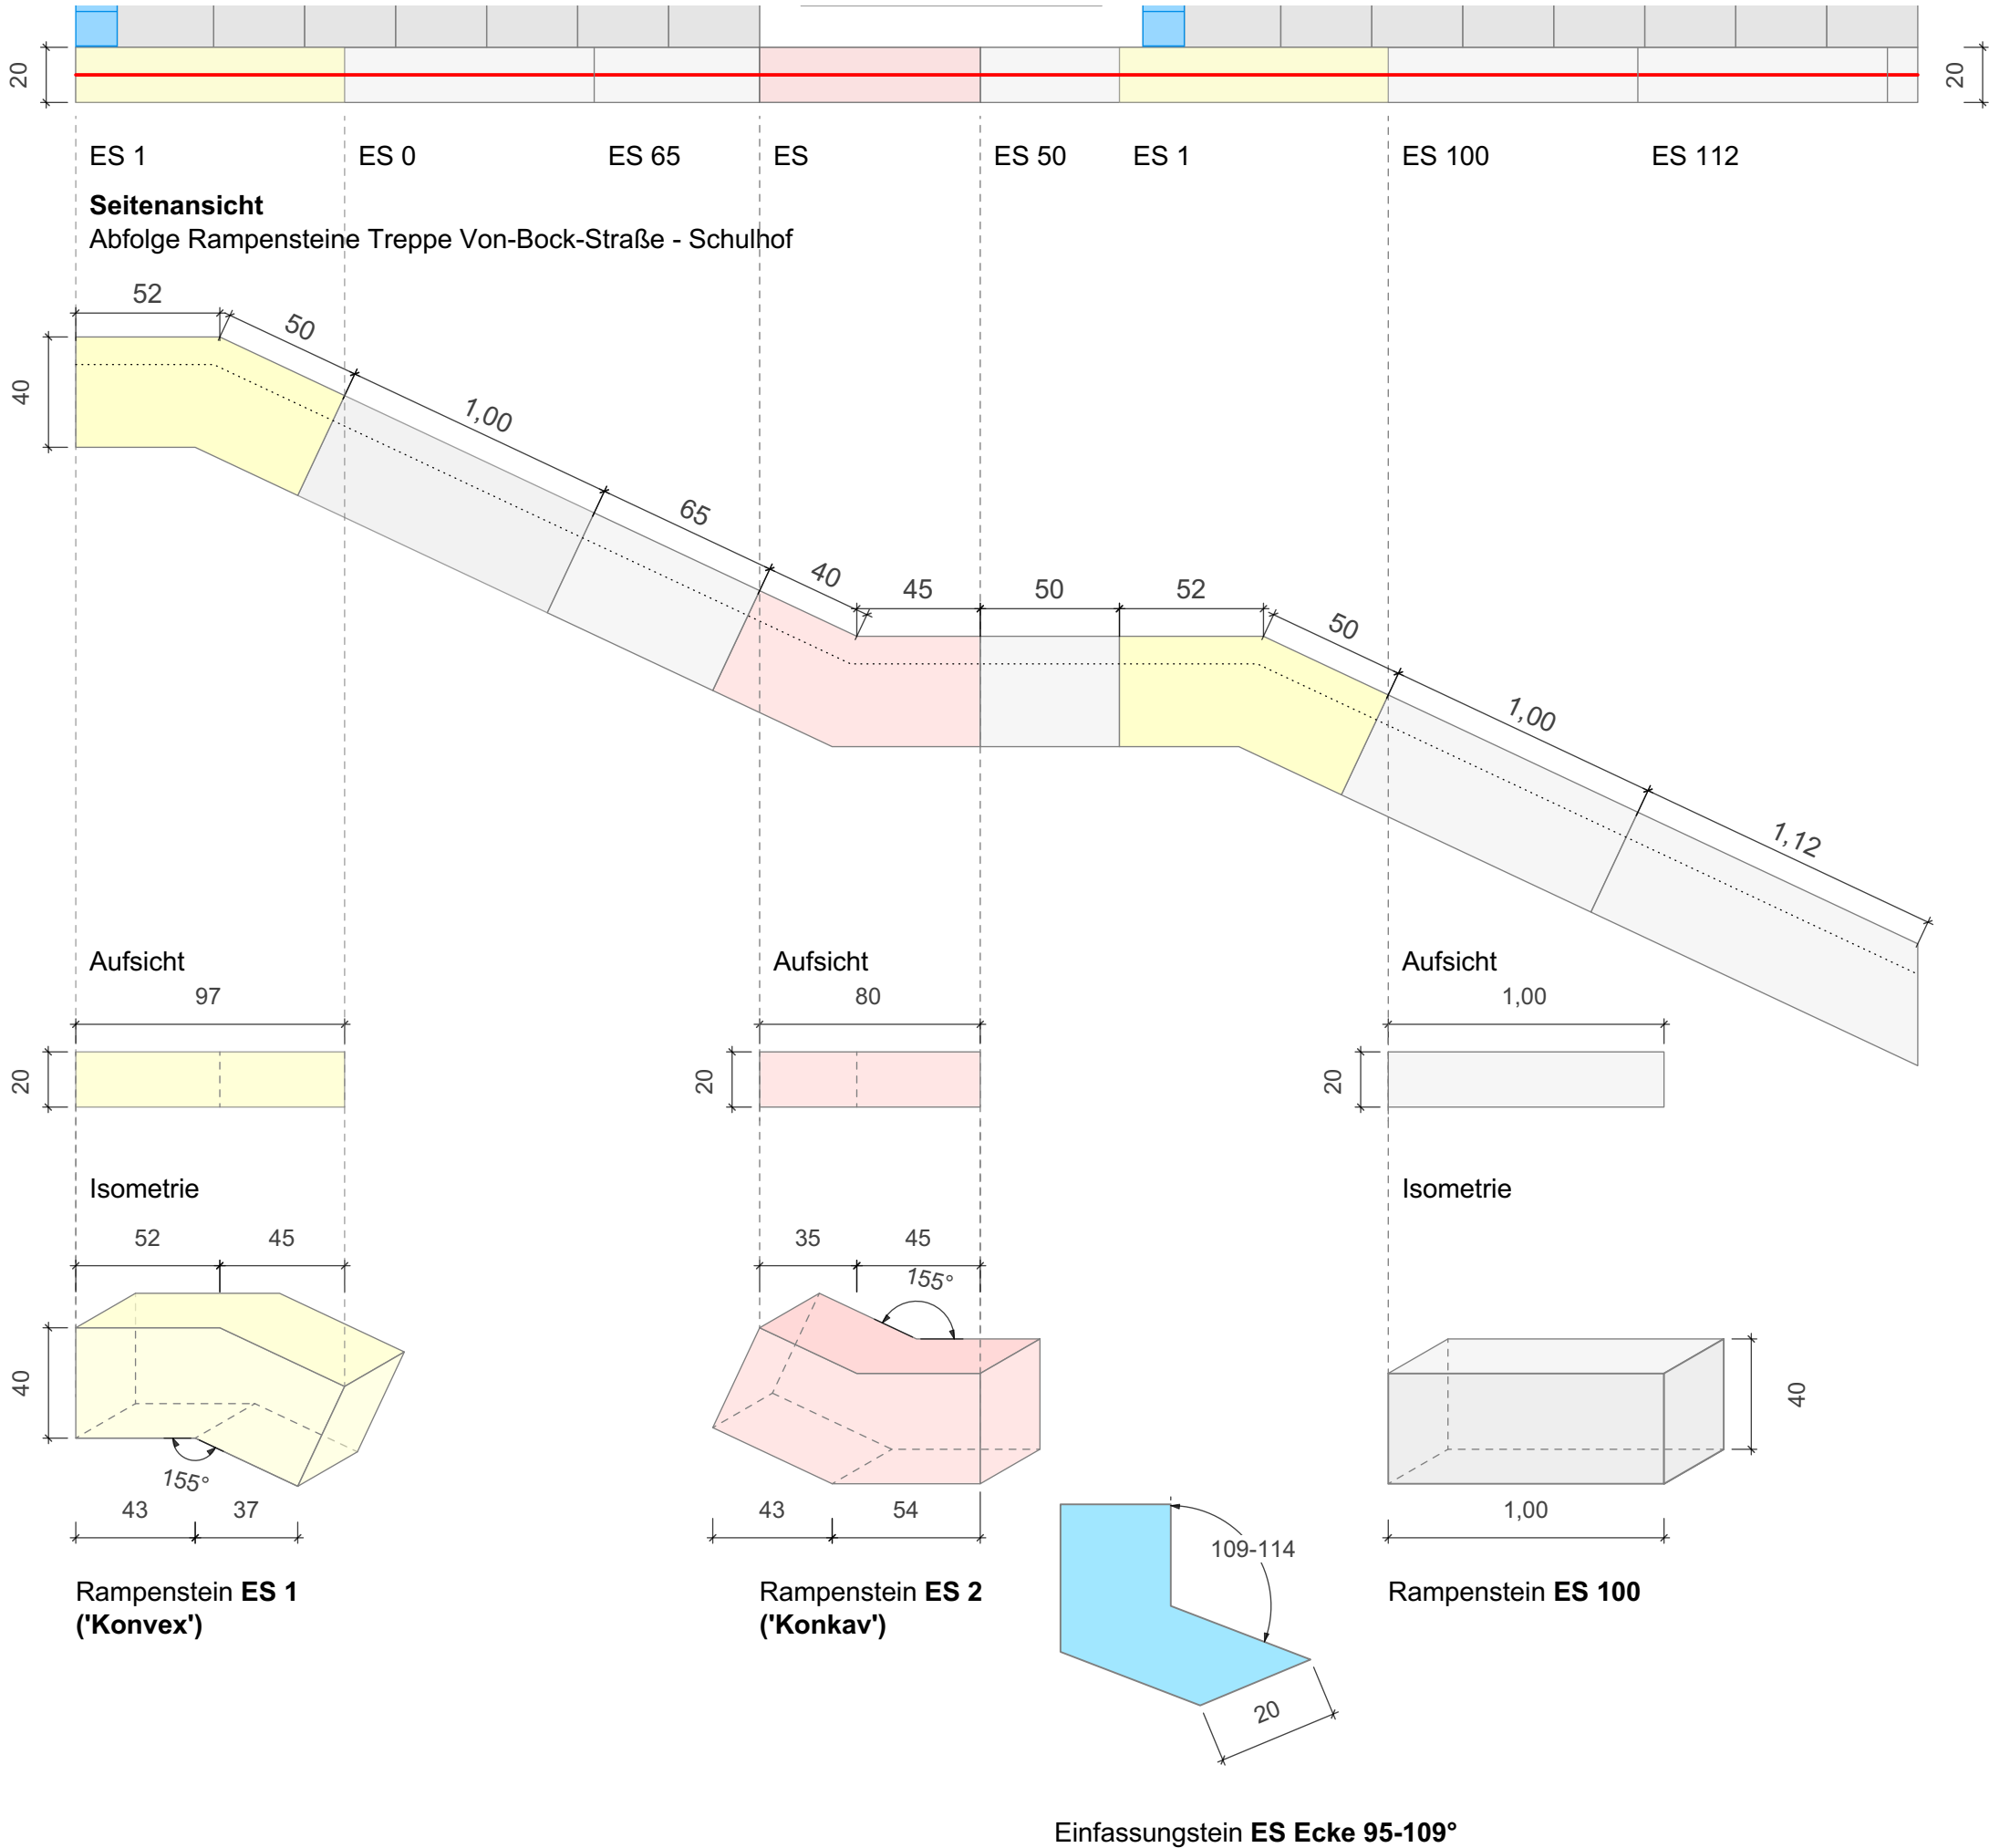 20
20
ES 1
ES 0
ES 65
ES
ES 50
ES 1
ES 100
ES 112
Seitenansicht
Abfolge Rampensteine Treppe Von-Bock-Straße - Schulhof
52
50
1,00
65
40
45
50
52
50
1,00
1,12
40
Aufsicht
97
20
Aufsicht
80
20
Aufsicht
1,00
20
Isometrie
52
45
40
155°
43
37
35
45
155°
43
54
Isometrie
40
1,00
109-114
20
Rampenstein ES 1
('Konvex')
Rampenstein ES 2
('Konkav')
Rampenstein ES 100
Einfassungstein ES Ecke 95-109°